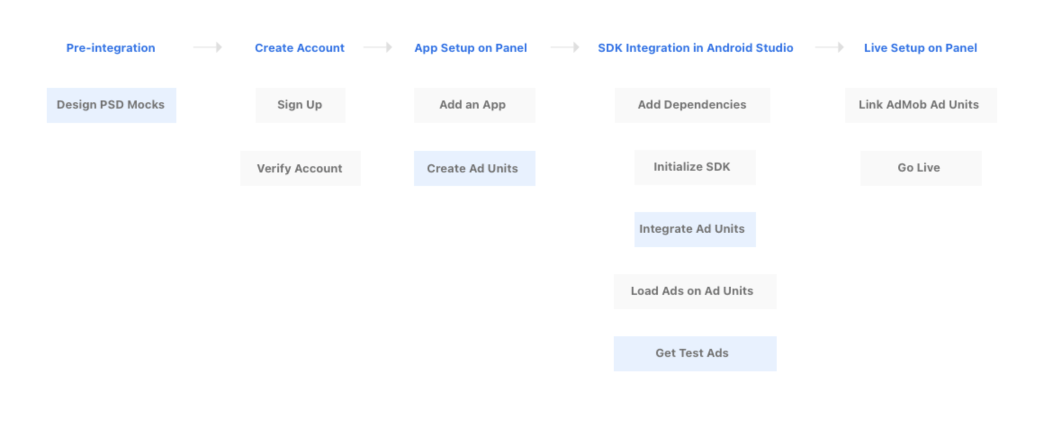 Pre-integration
Create Account
App Setup on Panel
SDK Integration in Android Studio
Live Setup on Panel
Design PSD Mocks
Sign Up
Add an App
Add Dependencies
Link AdMob Ad Units
Verify Account
Create Ad Units
Initialize SDK
Go Live
Integrate Ad Units
Load Ads on Ad Units
Get Test Ads